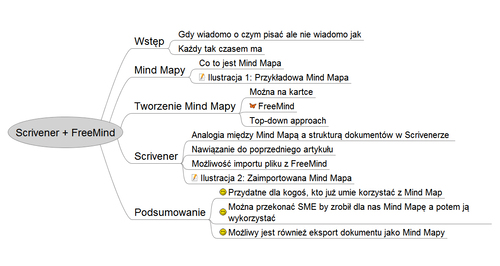 Scrivener + FreeMind
Wstęp
Gdy wiadomo o czym pisać ale nie wiadomo jak
Każdy tak czasem ma
Mind Mapy
Co to jest Mind Mapa
Ilustracja 1: Przykładowa Mind Mapa
Tworzenie Mind Mapy
Można na kartce
FreeMind
Top-down approach
Scrivener
Analogia między Mind Mapą a strukturą dokumentów w Scrivenerze
Nawiązanie do poprzedniego artykułu
Możliwość importu pliku z FreeMind
Ilustracja 2: Zaimportowana Mind Mapa
Podsumowanie
Przydatne dla kogoś, kto już umie korzystać z Mind Map
Można przekonać SME by zrobił dla nas Mind Mapę a potem ją
wykorzystać
Możliwy jest również eksport dokumentu jako Mind Mapy